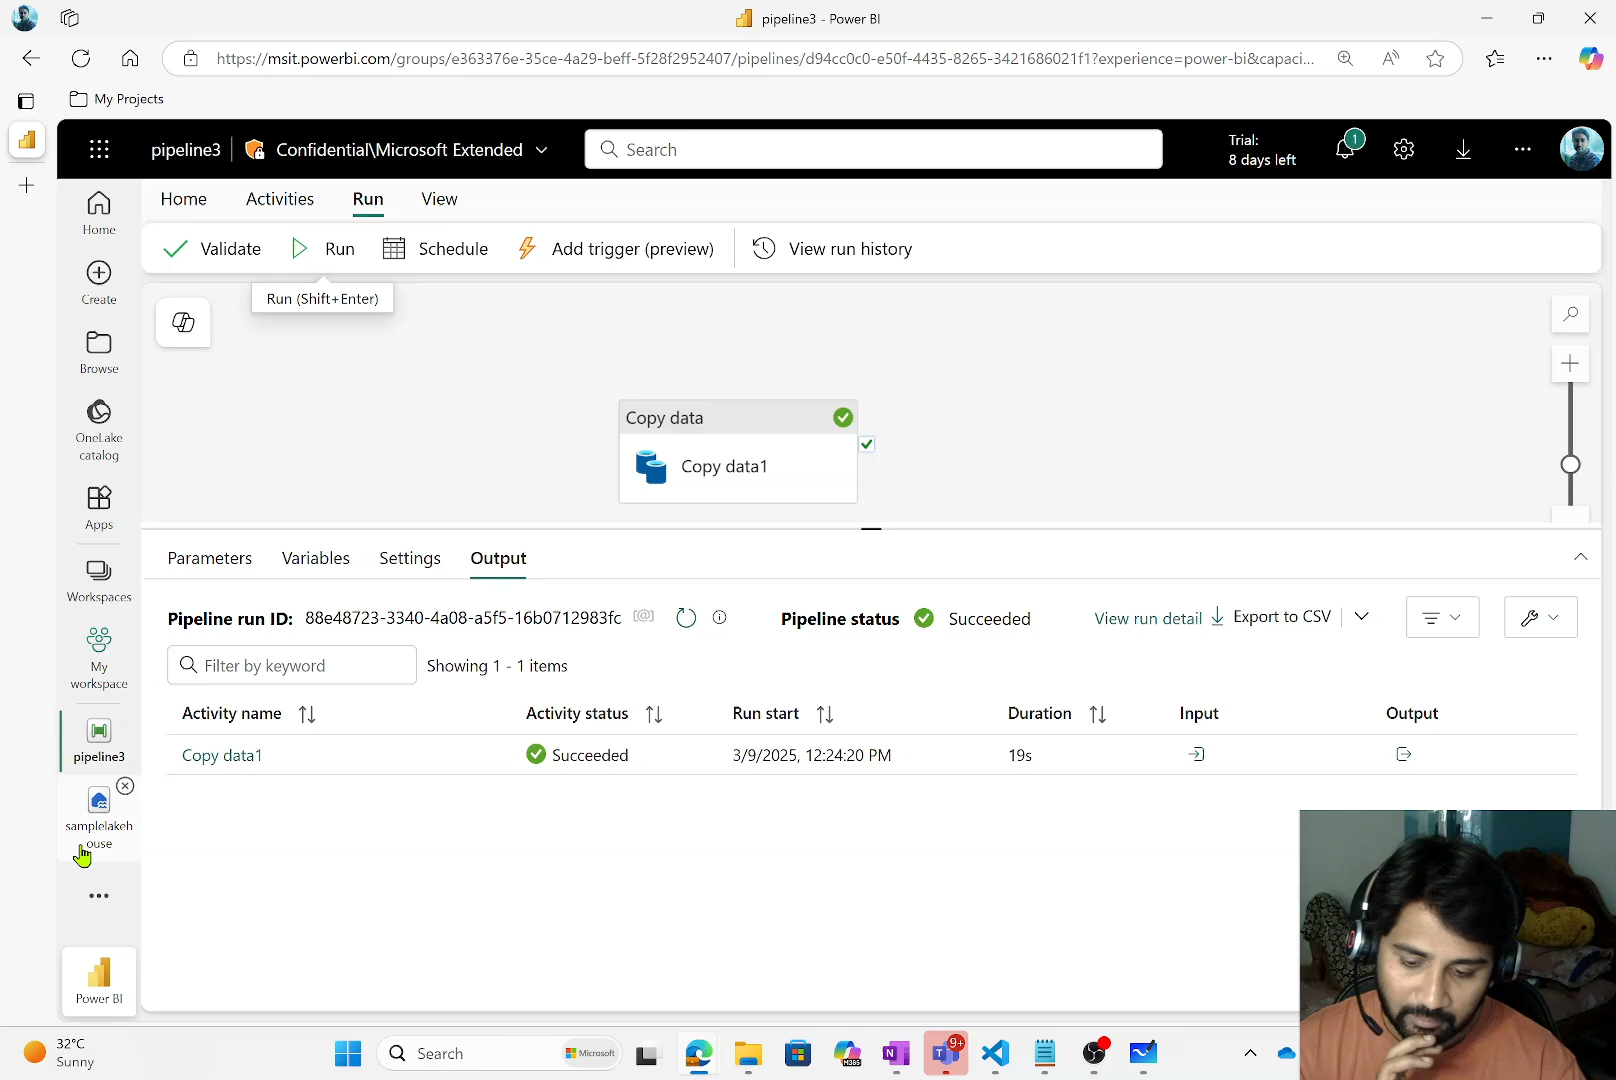 pipeline3 - Power BI
https://msit.powerbi.com/groups/e363376e-35ce-4a29-beff-5f28f2952407/pipelines/d94cc0c0-e50f-4435-8265-3421686021f1?experience=power-bi&capaci...
My Projects
pipeline3
Confidential\Microsoft Extended
Search
Trial:
8 days left
1
Home
Activities
Run
View
Validate
Run
Schedule
Add trigger (preview)
View run history
Run (Shift+Enter)
Home
Create
Browse
OneLake
catalog
Apps
Workspaces
My
workspace
pipeline3
samplelakeh
ouse
Power BI
Copy data
Copy data1
Parameters
Variables
Settings
Output
Pipeline run ID: 88e48723-3340-4a08-a5f5-16b0712983fc
Pipeline status
Succeeded
View run detail
Export to CSV
Filter by keyword
Showing 1 - 1 items
Activity name
Activity status
Run start
Duration
Input
Output
Copy data1
Succeeded
3/9/2025, 12:24:20 PM
19s
32°C
Sunny
Search
Microsoft
M365
N
9+